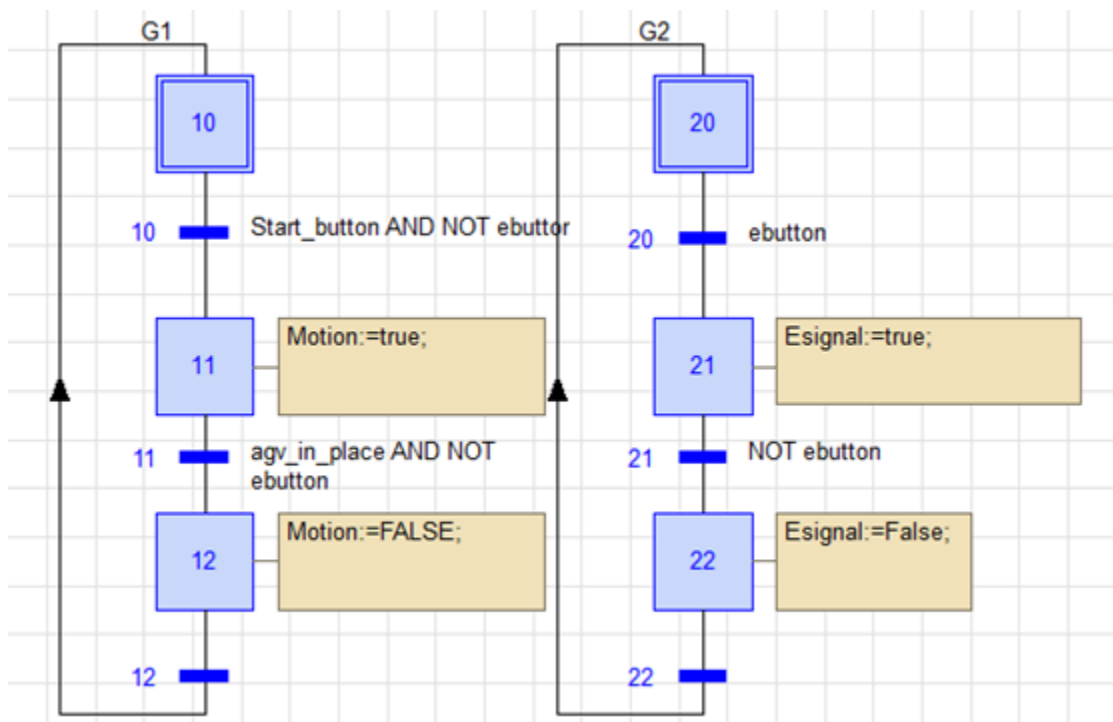 G1
10
10
Start_button AND NOT ebuttor
11
Motion:=true;
11
agv_in_place AND NOT
ebutton
12
Motion:=FALSE;
12
G2
20
20
ebutton
21
Esignal:=true;
21
NOT ebutton
22
Esignal:=False;
22